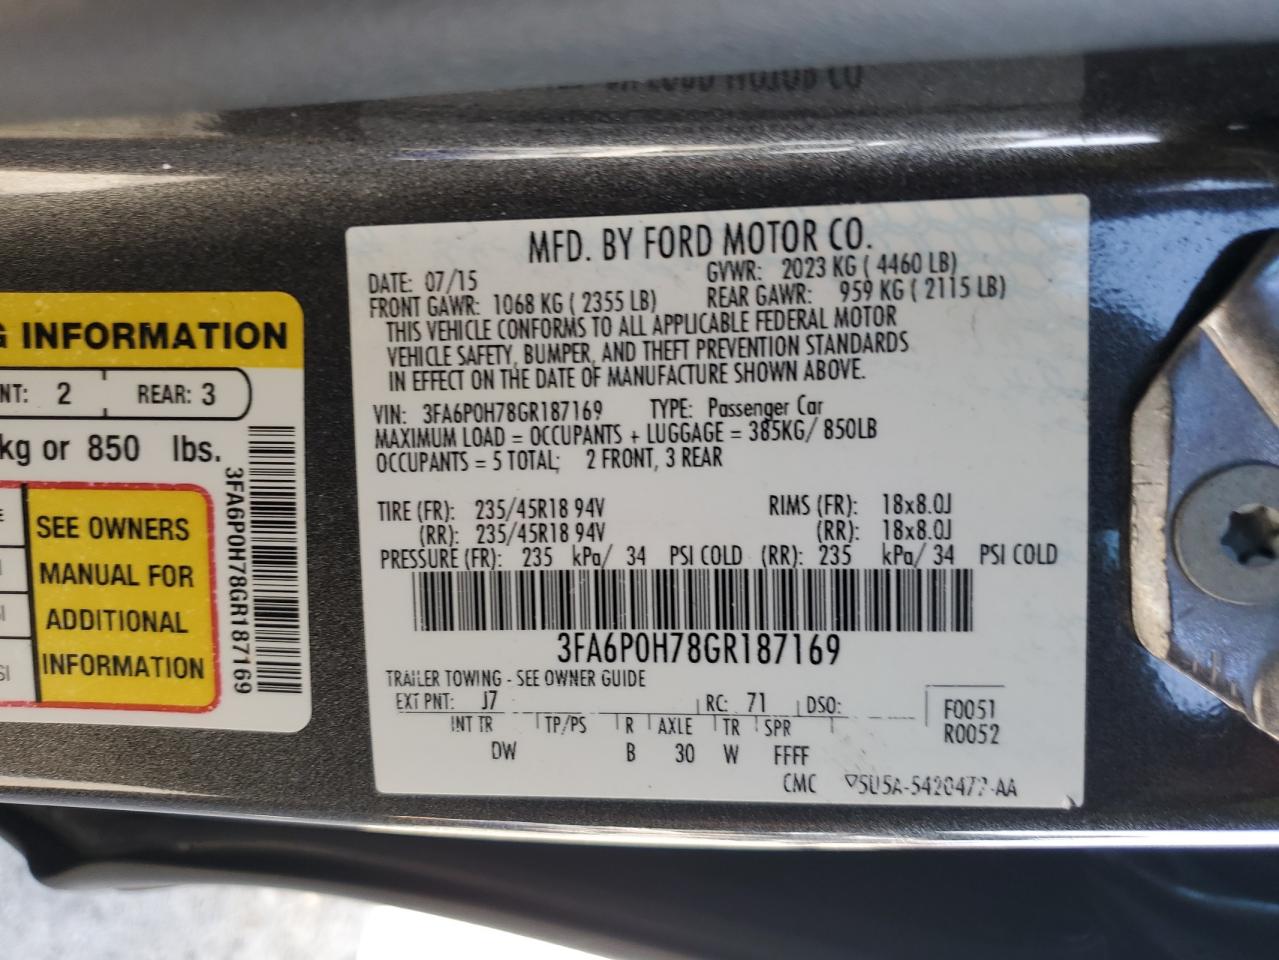 G INFORMATION
NT: 2 REAR: 3
kg or 850 lbs.
SEE OWNERS
MANUAL FOR
ADDITIONAL
INFORMATION
3FA6P0H78GR187169
MFD. BY FORD MOTOR CO.
DATE: 07/15 GVWR: 2023 KG ( 4460 LB)
FRONT GAWR: 1068 KG ( 2355 LB) REAR GAWR: 959 KG ( 2115 LB)
THIS VEHICLE CONFORMS TO ALL APPLICABLE FEDERAL MOTOR
VEHICLE SAFETY, BUMPER, AND THEFT PREVENTION STANDARDS
IN EFFECT ON THE DATE OF MANUFACTURE SHOWN ABOVE.
VIN: 3FA6P0H78GR187169 TYPE: Passenger Car
MAXIMUM LOAD = OCCUPANTS + LUGGAGE = 385KG/ 850LB
OCCUPANTS = 5 TOTAL; 2 FRONT, 3 REAR
TIRE (FR): 235/45R18 94V RIMS (FR): 18x8.0J
(RR): 235/45R18 94V (RR): 18x8.0J
PRESSURE (FR): 235 kPa/ 34 PSI COLD (RR): 235 kPa/ 34 PSI COLD
3FA6P0H78GR187169
TRAILER TOWING - SEE OWNER GUIDE
EXT PNT: J7 RC: 71 DSO: F0051
INT TR TP/PS R AXLE TR SPR R0052
DW B 30 W FFFF
CMC